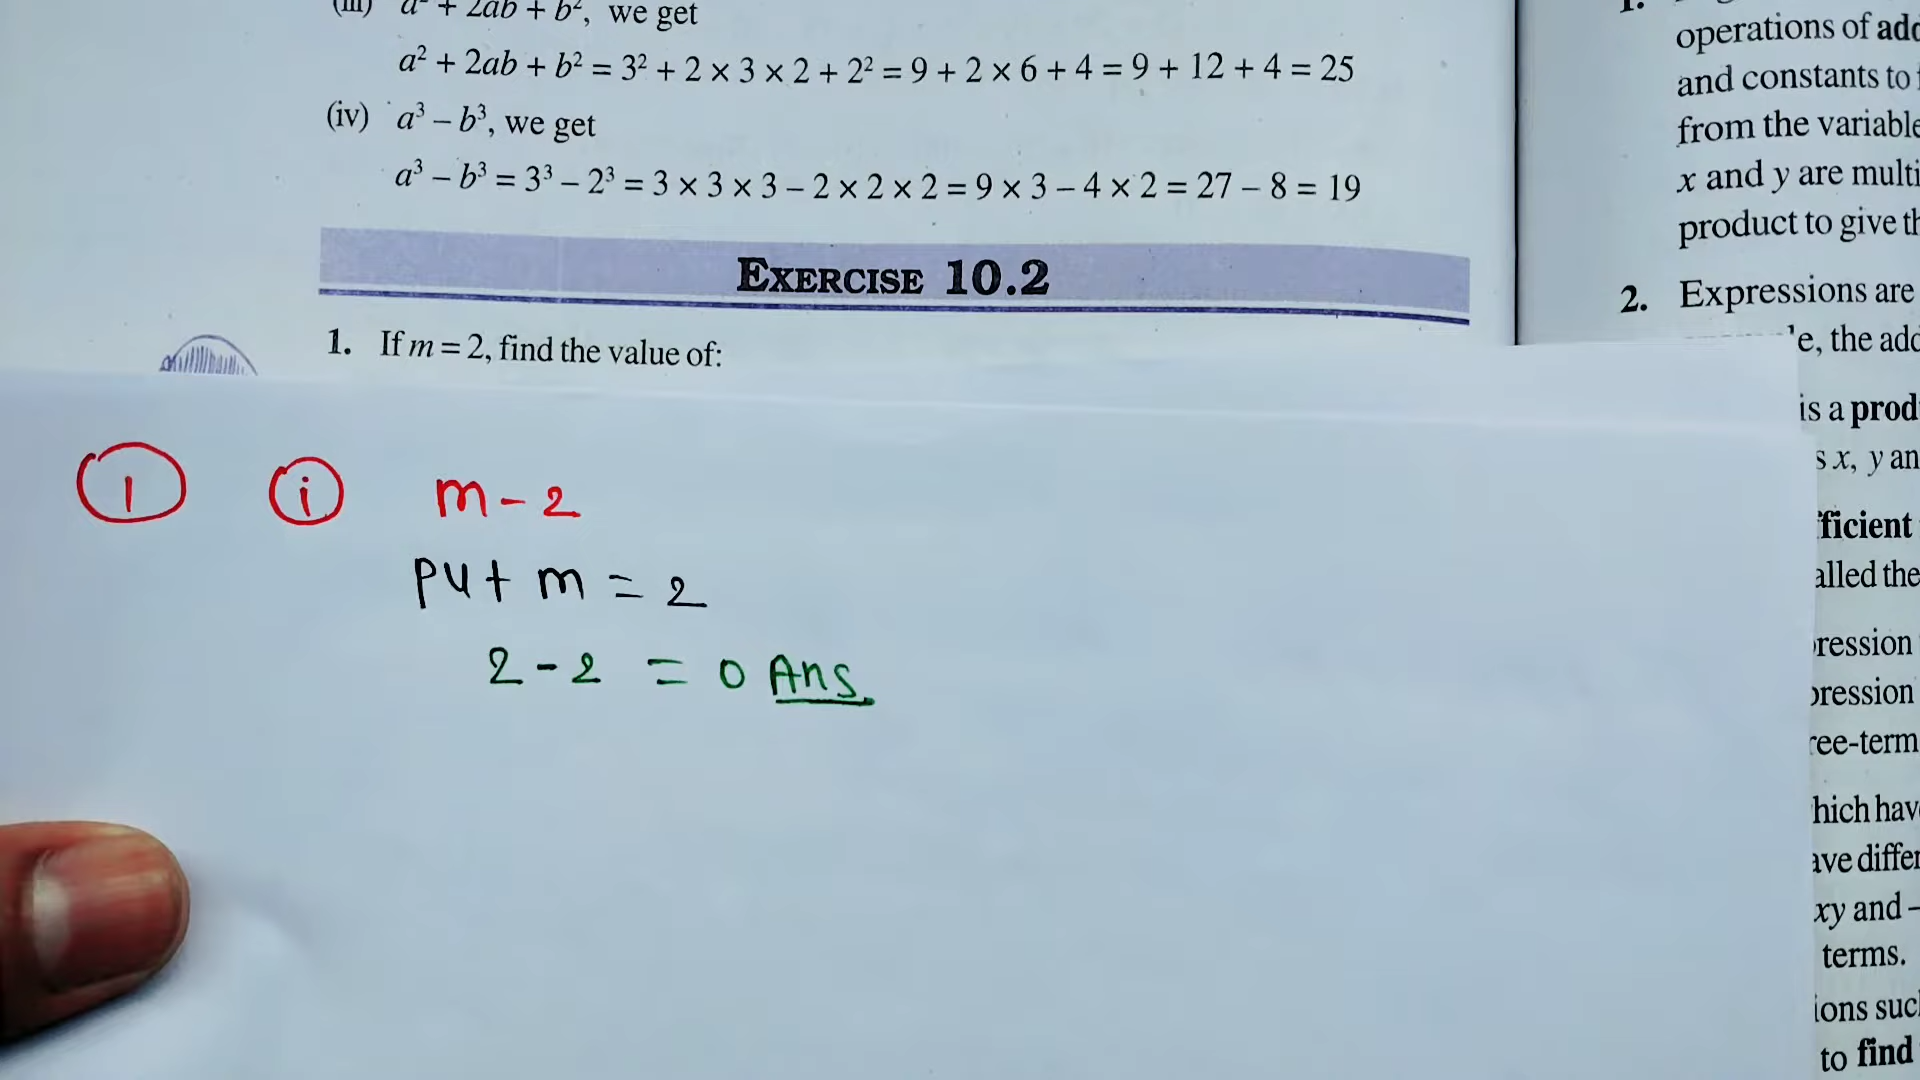 (iii) a² + 2ab + b², we get
a² + 2ab + b² = 3² + 2 × 3 × 2 + 2² = 9 + 2 × 6 + 4 = 9 + 12 + 4 = 25
(iv) a³ – b³, we get
a³ – b³ = 3³ – 2³ = 3 × 3 × 3 – 2 × 2 × 2 = 9 × 3 – 4 × 2 = 27 – 8 = 19
EXERCISE 10.2
1. If m = 2, find the value of:
1 i m - 2
put m = 2
2 - 2 = 0 Ans.
1.
operations of add
and constants to
from the variable
x and y are multi
product to give th
2. Expressions are
e, the add
is a prod
s x, y an
fficient
alled the
ression
pression
ree-term
hich hav
ave differ
xy and –
terms.
ions such
to find